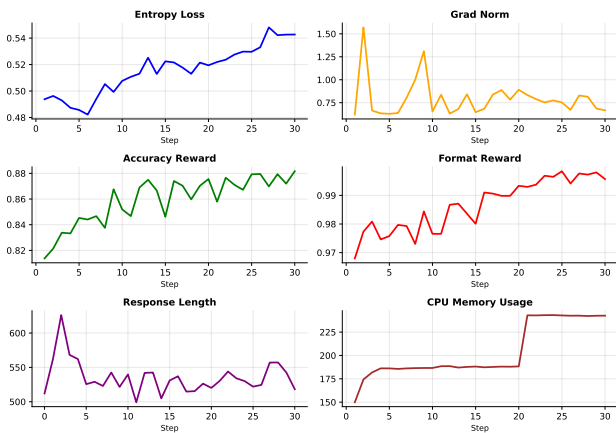 Entropy Loss
0.54
0.52
0.50
0.48
0 5 10 15 20 25 30
Step
Grad Norm
1.50
1.25
1.00
0.75
0 5 10 15 20 25 30
Step
Accuracy Reward
0.88
0.86
0.84
0.82
0 5 10 15 20 25 30
Step
Format Reward
0.99
0.98
0.97
0 5 10 15 20 25 30
Step
Response Length
600
550
500
0 5 10 15 20 25 30
Step
CPU Memory Usage
225
200
175
150
0 5 10 15 20 25 30
Step